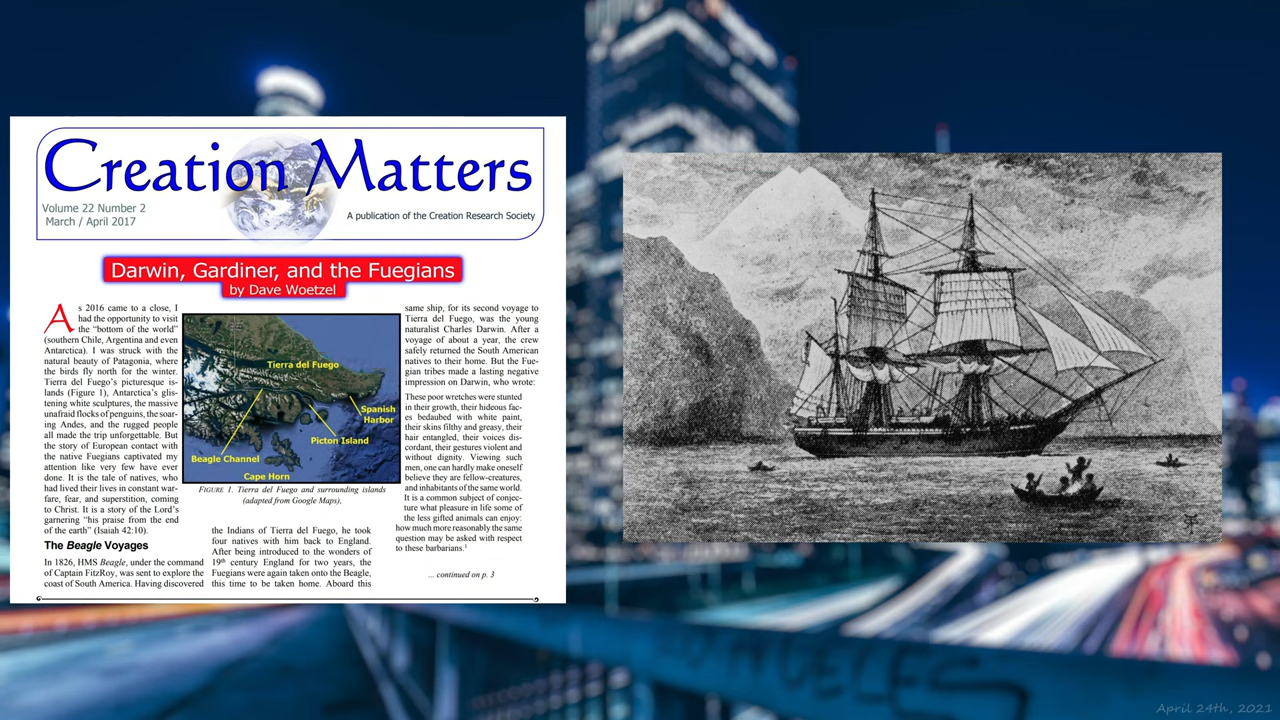 Creation Matters
Volume 22 Number 2
March / April 2017
A publication of the Creation Research Society
Darwin, Gardiner, and the Fuegians
by Dave Woetzel
As 2016 came to a close, I
had the opportunity to visit
the “bottom of the world”
(southern Chile, Argentina and even
Antarctica). I was struck with the
natural beauty of Patagonia, where
the birds fly north for the winter.
Tierra del Fuego’s picturesque is-
lands (Figure 1), Antarctica’s glis-
tening white sculptures, the massive
unafraid flocks of penguins, the soar-
ing Andes, and the rugged people
all made the trip unforgettable. But
the story of European contact with
the native Fuegians captivated my
attention like very few have ever
done. It is the tale of natives, who
had lived their lives in constant war-
fare, fear, and superstition, coming
to Christ. It is a story of the Lord’s
garnering “his praise from the end
of the earth” (Isaiah 42:10).
The Beagle Voyages
In 1826, HMS Beagle, under the command
of Captain FitzRoy, was sent to explore the
coast of South America. Having discovered
Tierra del Fuego
Spanish
Harbor
Picton Island
Beagle Channel
Cape Horn
FIGURE 1. Tierra del Fuego and surrounding islands
(adapted from Google Maps),
the Indians of Tierra del Fuego, he took
four natives with him back to England.
After being introduced to the wonders of
19th century England for two years, the
Fuegians were again taken onto the Beagle,
this time to be taken home. Aboard this
same ship, for its second voyage to
Tierra del Fuego, was the young
naturalist Charles Darwin. After a
voyage of about a year, the crew
safely returned the South American
natives to their home. But the Fue-
gian tribes made a lasting negative
impression on Darwin, who wrote:
These poor wretches were stunted
in their growth, their hideous fac-
es bedaubed with white paint,
their skins filthy and greasy, their
hair entangled, their voices dis-
cordant, their gestures violent and
without dignity. Viewing such
men, one can hardly make oneself
believe they are fellow-creatures,
and inhabitants of the same world.
It is a common subject of conjec-
ture what pleasure in life some of
the less gifted animals can enjoy:
how much more reasonably the same
question may be asked with respect
to these barbarians.1
... continued on p. 3
April 24th, 2021